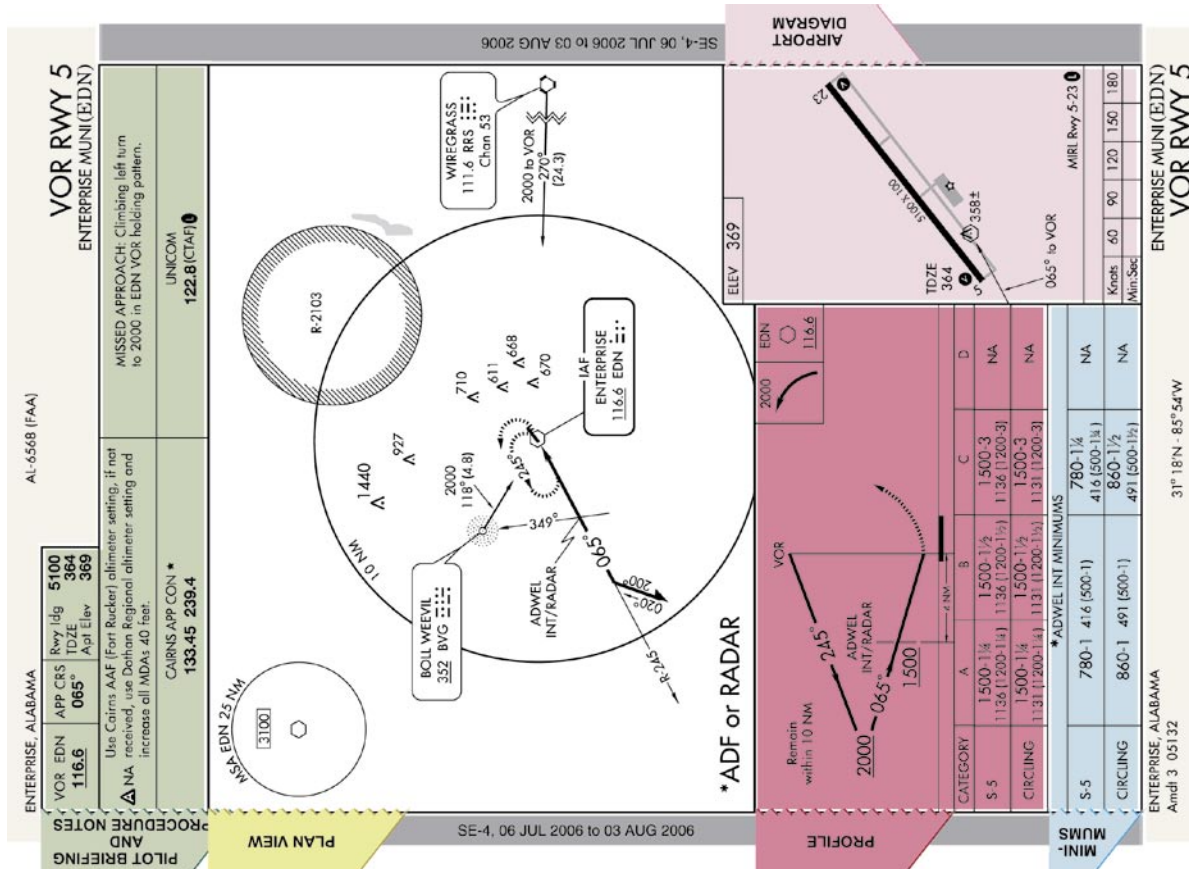 ENTERPRISE, ALABAMA
AL-6568 (FAA)
VOR RWY 5
ENTERPRISE MUNI(EDN)
VOR EDN
116.6
APP CRS
065°
Rwy ldg 5100
TDZE 364
Apt Elev 369
NA
Use Cairns AAF (Fort Rucker) altimeter setting, if not
received, use Dothan Regional altimeter setting and
increase all MDAs 40 feet.
MISSED APPROACH: Climbing left turn
to 2000 in EDN VOR holding pattern.
CAIRNS APP CON ★
133.45 239.4
UNICOM
122.8 (CTAF) L
PILOT BRIEFING
AND
PROCEDURE NOTES
PLAN VIEW
SE-4, 06 JUL 2006 to 03 AUG 2006
SE-4, 06 JUL 2006 to 03 AUG 2006
MSA EDN 25 NM
3100
R-2103
10 NM
1440
927
710
611
668
670
BOLL WEEVIL
352 BVG
2000
118° (4.8)
WIREGRASS
111.6 RRS
Chan 53
2000 to VOR
270°
(24.3)
IAF
ENTERPRISE
116.6 EDN
245°
349°
ADWEL
INT/RADAR
065°
020°
200°
R-245
*ADF or RADAR
PROFILE
Remain
within 10 NM
VOR
245°
2000
065°
ADWEL
INT/RADAR
1500
4 NM
2000
EDN
116.6
CATEGORY A B C D
S-5 1500-1¼ 1500-1½ 1500-3 NA
1136 (1200-1¼) 1136 (1200-1½) 1136 (1200-3)
CIRCLING 1500-1¼ 1500-1½ 1500-3 NA
1131 (1200-1¼) 1131 (1200-1½) 1131 (1200-3)
MINI-
MUMS
*ADWEL INT MINIMUMS
S-5 780-1 416 (500-1) 780-1¼ NA
416 (500-1¼)
CIRCLING 860-1 491 (500-1) 860-1½ NA
491 (500-1½)
AIRPORT
DIAGRAM
ELEV 369
23
A
5100 X 100
358±
TDZE
364
A
5
065° to VOR
MIRL Rwy 5-23 L
Knots 60 90 120 150 180
Min:Sec
ENTERPRISE, ALABAMA
Amdt 3 05132
31°18'N - 85°54'W
ENTERPRISE MUNI(EDN)
VOR RWY 5